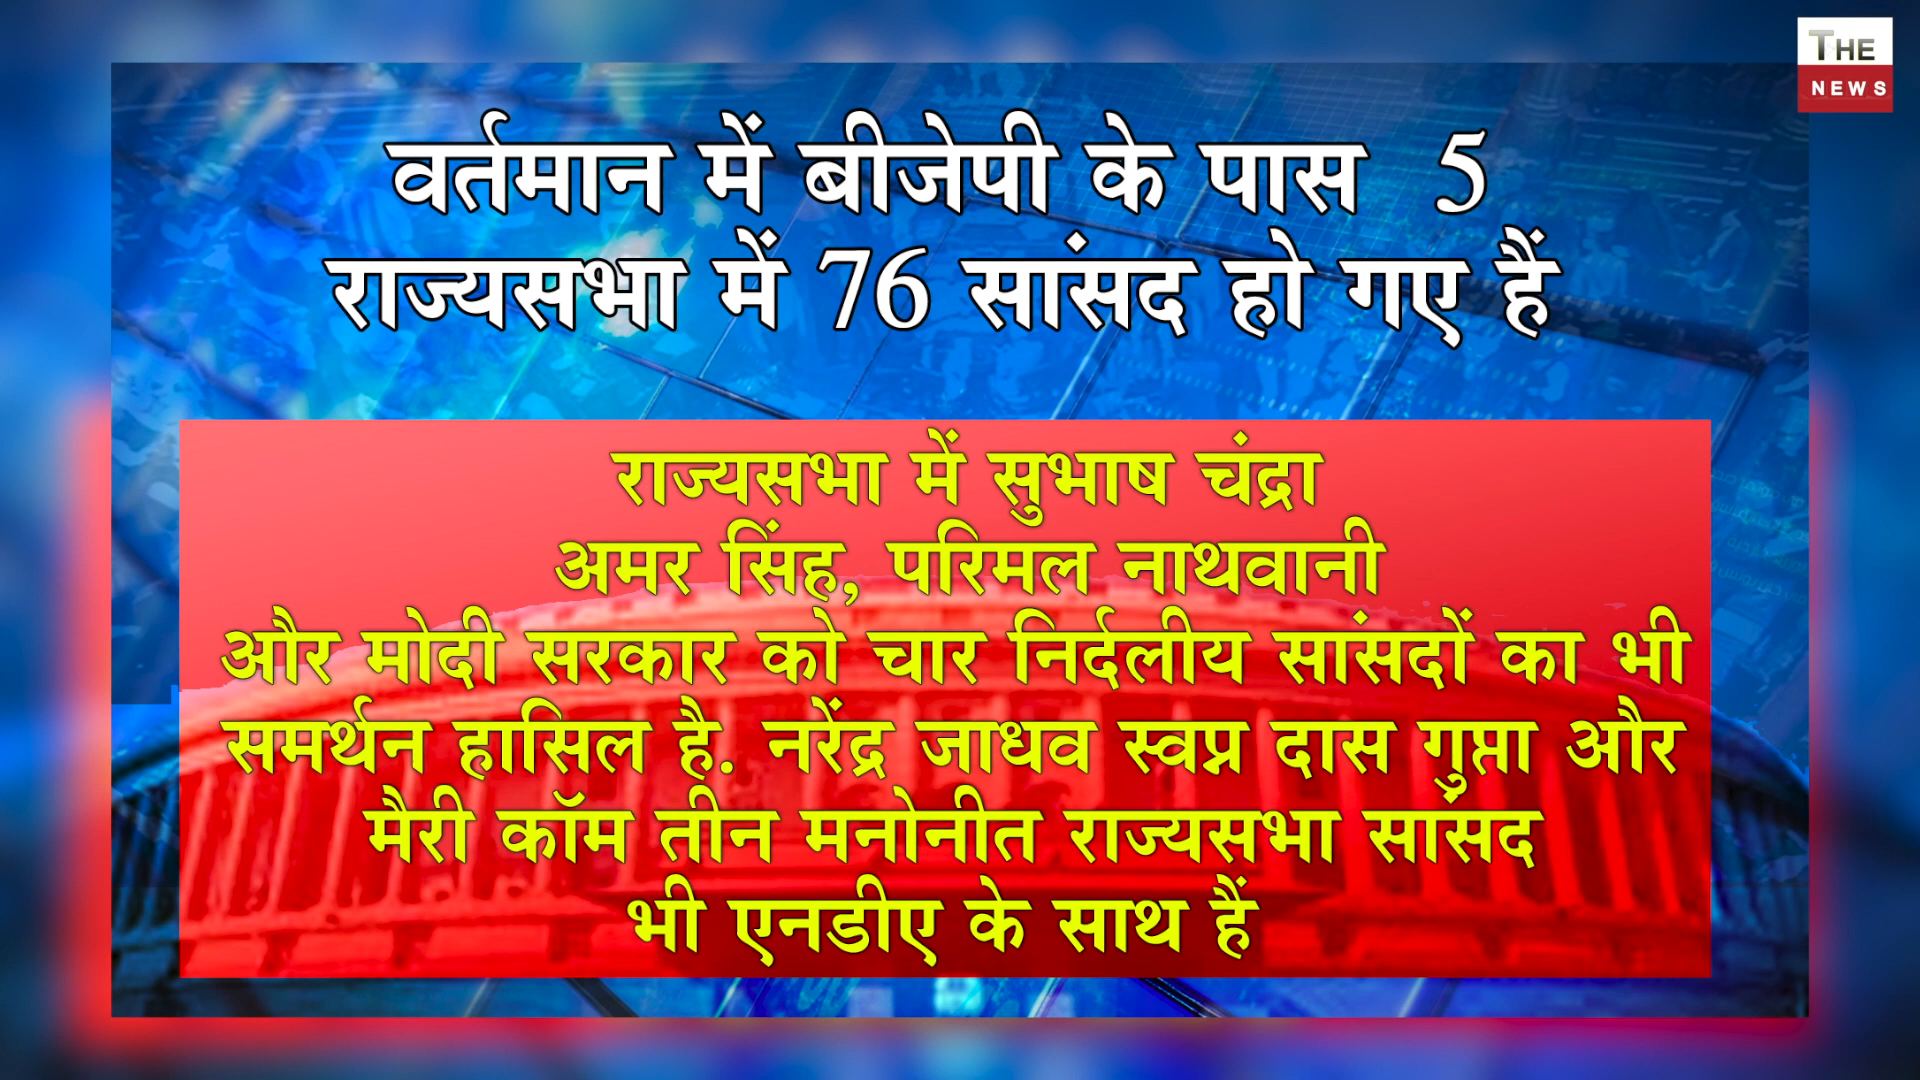 THE
NEWS
वर्तमान में बीजेपी के पास 5
राज्यसभा में 76 सांसद हो गए हैं
राज्यसभा में सुभाष चंद्रा
अमर सिंह, परिमल नाथवानी
और मोदी सरकार को चार निर्दलीय सांसदों का भी
समर्थन हासिल है. नरेंद्र जाधव स्वप्न दास गुप्ता और
मैरी कॉम तीन मनोनीत राज्यसभा सांसद
भी एनडीए के साथ हैं